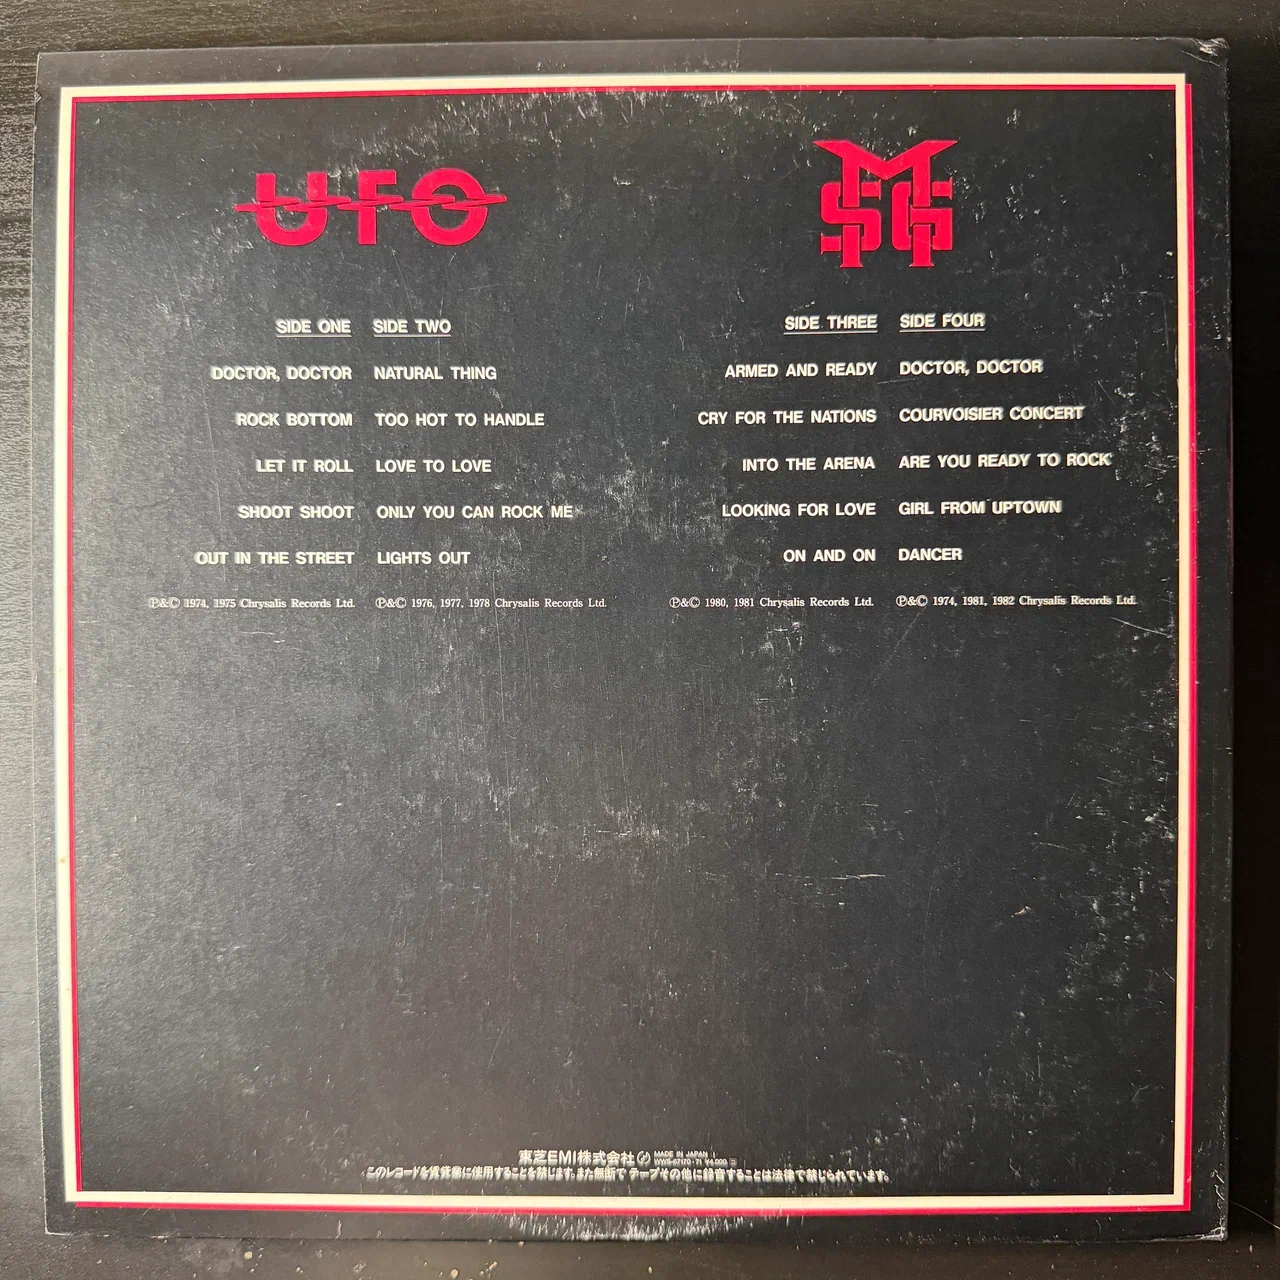 UFO
MSG
SIDE ONE SIDE TWO
DOCTOR, DOCTOR NATURAL THING
ROCK BOTTOM TOO HOT TO HANDLE
LET IT ROLL LOVE TO LOVE
SHOOT SHOOT ONLY YOU CAN ROCK ME
OUT IN THE STREET LIGHTS OUT
Ⓟ&© 1974, 1975 Chrysalis Records Ltd. Ⓟ&© 1976, 1977, 1978 Chrysalis Records Ltd.
SIDE THREE SIDE FOUR
ARMED AND READY DOCTOR, DOCTOR
CRY FOR THE NATIONS COURVOISIER CONCERT
INTO THE ARENA ARE YOU READY TO ROCK
LOOKING FOR LOVE GIRL FROM UPTOWN
ON AND ON DANCER
Ⓟ&© 1980, 1981 Chrysalis Records Ltd. Ⓟ&© 1974, 1981, 1982 Chrysalis Records Ltd.
東芝EMI株式会社 MADE IN JAPAN
WWS-67170・71 ¥4,000
このレコードを賃貸業に使用することを禁じます。また無断でテープその他に録音することは法律で禁じられています。